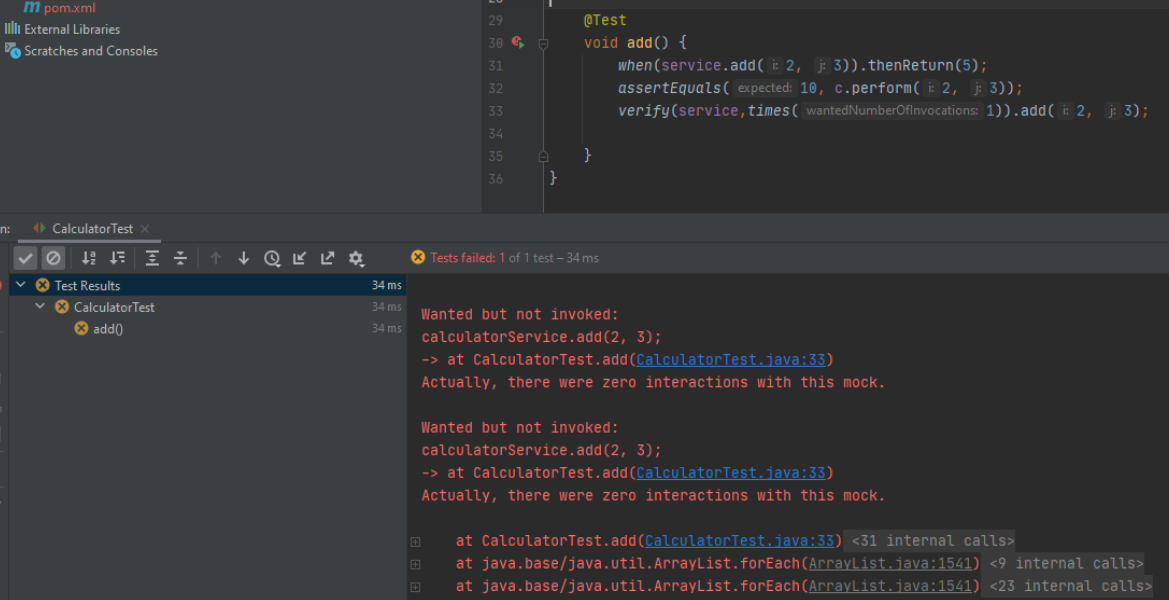 pom.xml
External Libraries
Scratches and Consoles
28
29 @Test
30 void add() {
31 when(service.add( i: 2, j: 3)).thenReturn(5);
32 assertEquals( expected: 10, c.perform( i: 2, j: 3));
33 verify(service,times( wantedNumberOfInvocations: 1)).add( i: 2, j: 3);
34
35 }
36 }
n: CalculatorTest ×
Tests failed: 1 of 1 test – 34 ms
Test Results 34 ms
CalculatorTest 34 ms
add() 34 ms
Wanted but not invoked:
calculatorService.add(2, 3);
-> at CalculatorTest.add(CalculatorTest.java:33)
Actually, there were zero interactions with this mock.
Wanted but not invoked:
calculatorService.add(2, 3);
-> at CalculatorTest.add(CalculatorTest.java:33)
Actually, there were zero interactions with this mock.
at CalculatorTest.add(CalculatorTest.java:33) <31 internal calls>
at java.base/java.util.ArrayList.forEach(ArrayList.java:1541) <9 internal calls>
at java.base/java.util.ArrayList.forEach(ArrayList.java:1541) <23 internal calls>